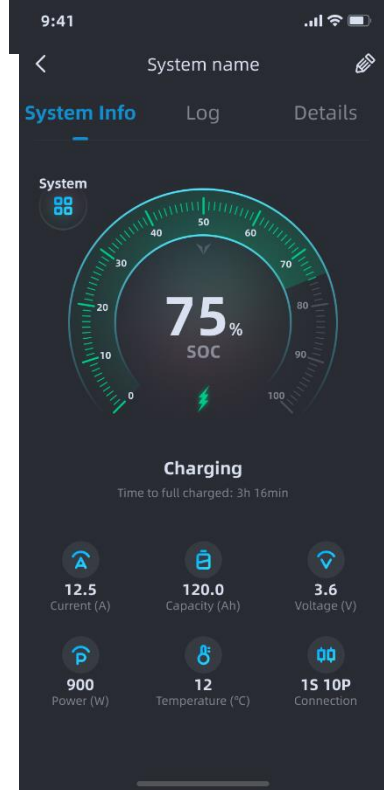 9:41
System name
System Info Log Details
System
0 10 20 30 40 50 60 70 80 90 100
75%
SOC
Charging
Time to full charged: 3h 16min
12.5 120.0 3.6
Current (A) Capacity (Ah) Voltage (V)
900 12 1S 10P
Power (W) Temperature (°C) Connection